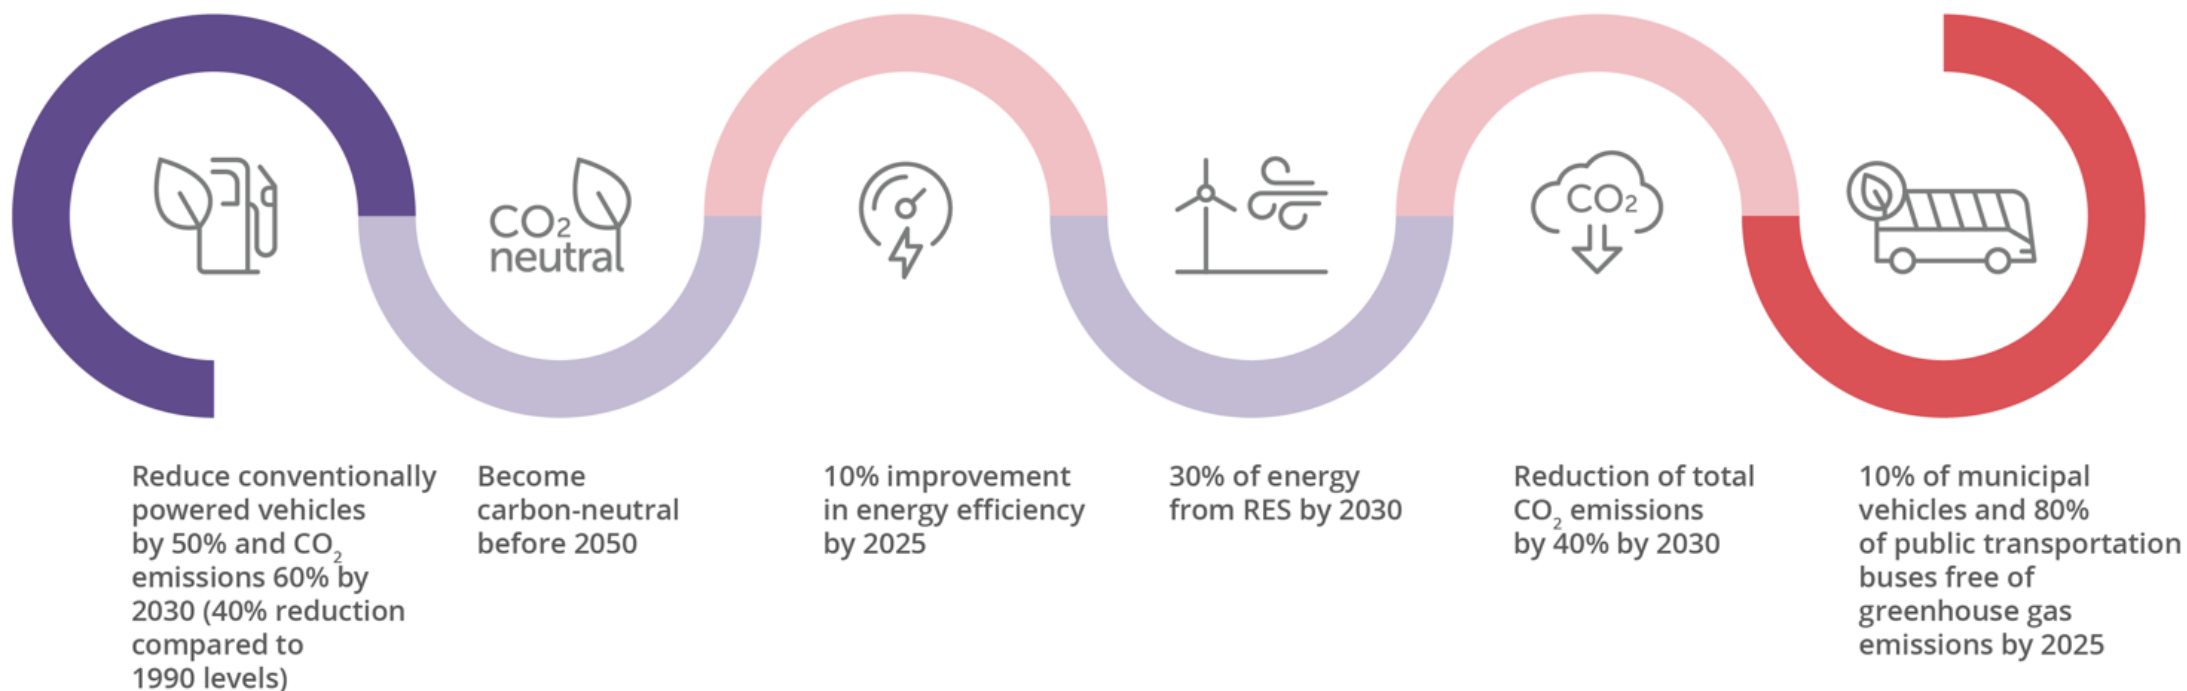 CO2
neutral
CO2
Reduce conventionally
powered vehicles
by 50% and CO2
emissions 60% by
2030 (40% reduction
compared to
1990 levels)
Become
carbon-neutral
before 2050
10% improvement
in energy efficiency
by 2025
30% of energy
from RES by 2030
Reduction of total
CO2 emissions
by 40% by 2030
10% of municipal
vehicles and 80%
of public transportation
buses free of
greenhouse gas
emissions by 2025